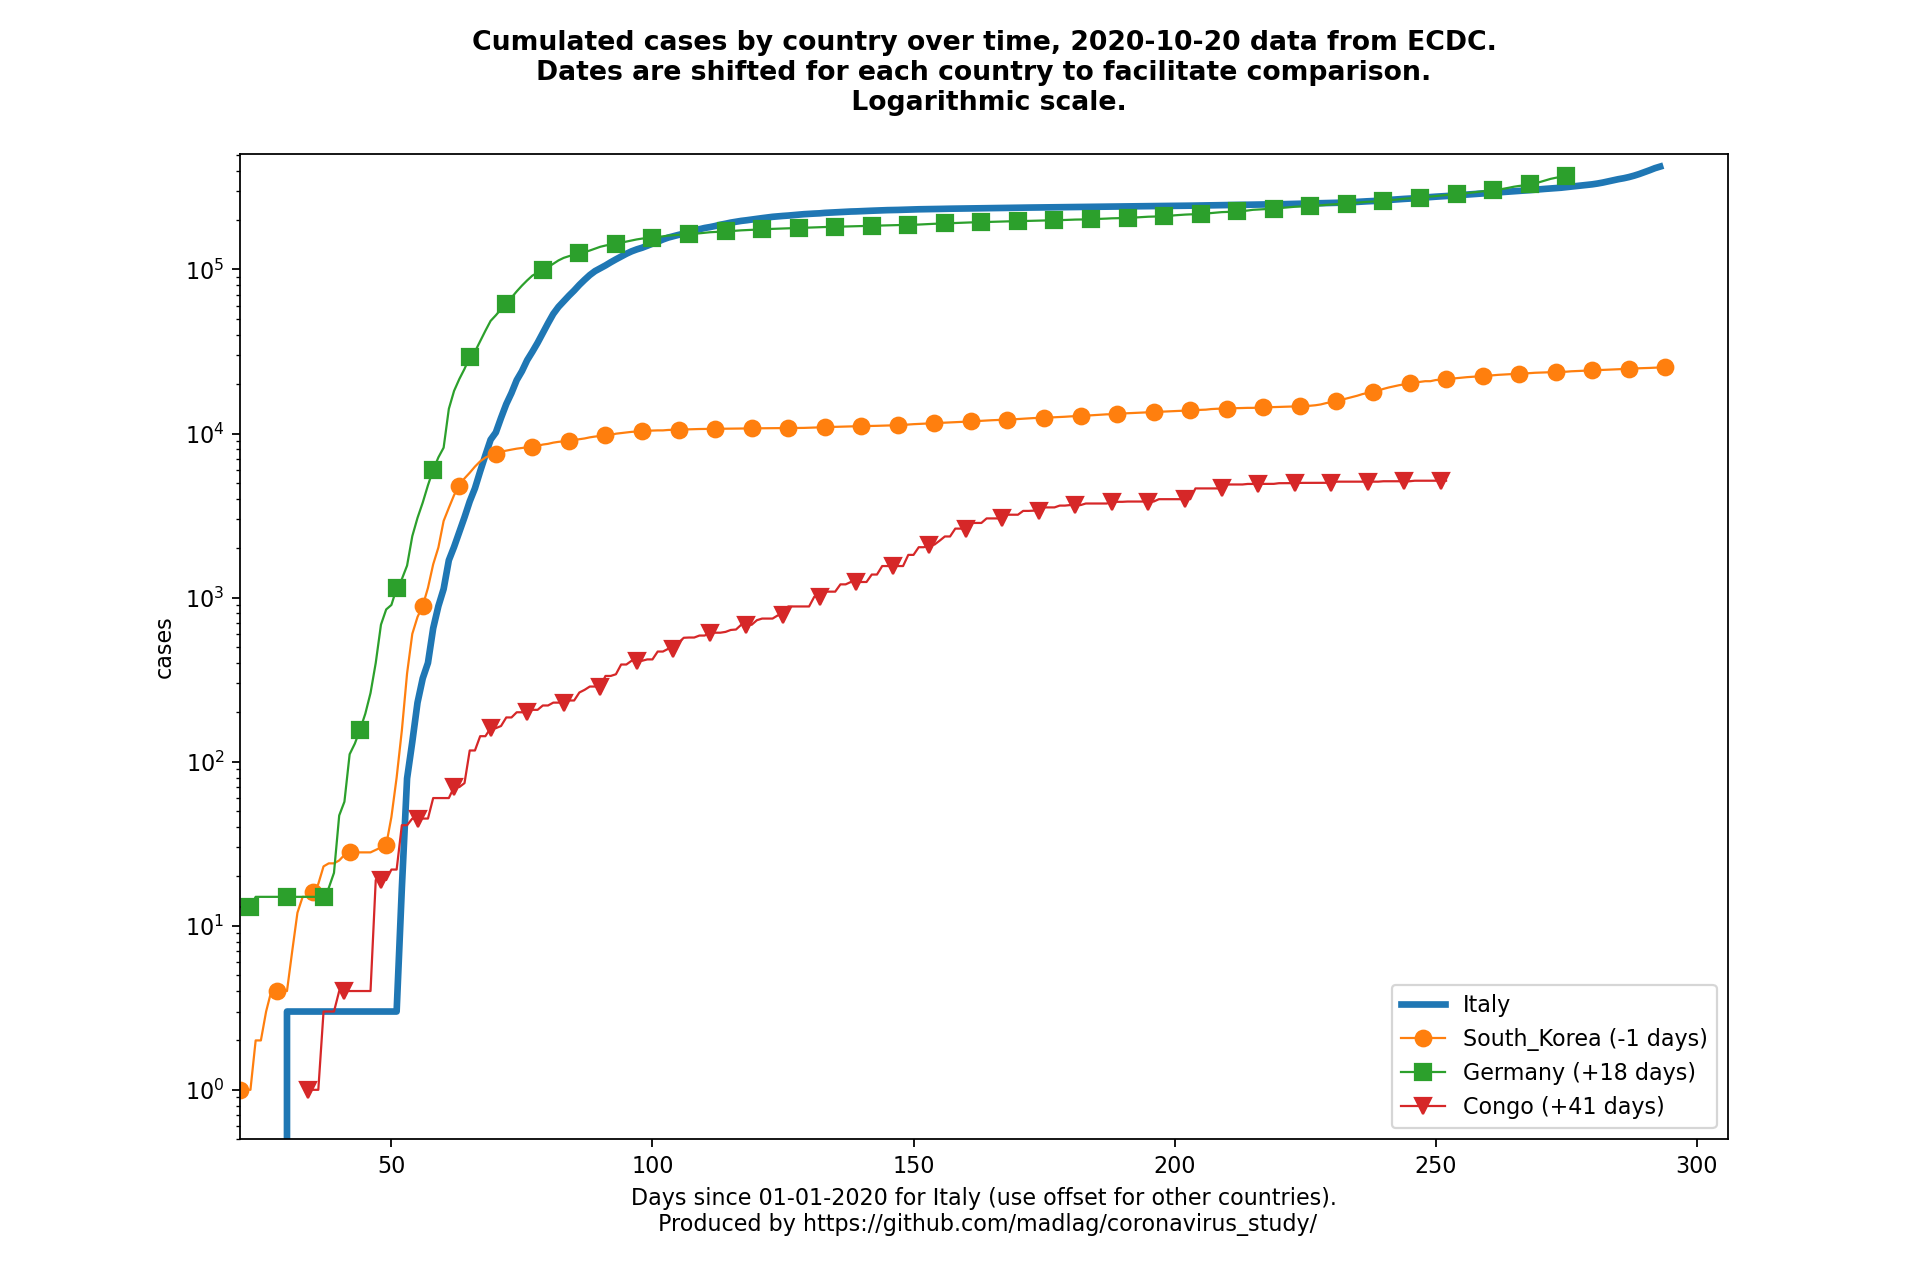 Cumulated cases by country over time, 2020-10-20 data from ECDC.
Dates are shifted for each country to facilitate comparison.
Logarithmic scale.
10^5
10^4
10^3
10^2
10^1
10^0
cases
50 100 150 200 250 300
Italy
South_Korea (-1 days)
Germany (+18 days)
Congo (+41 days)
Days since 01-01-2020 for Italy (use offset for other countries).
Produced by https://github.com/madlag/coronavirus_study/